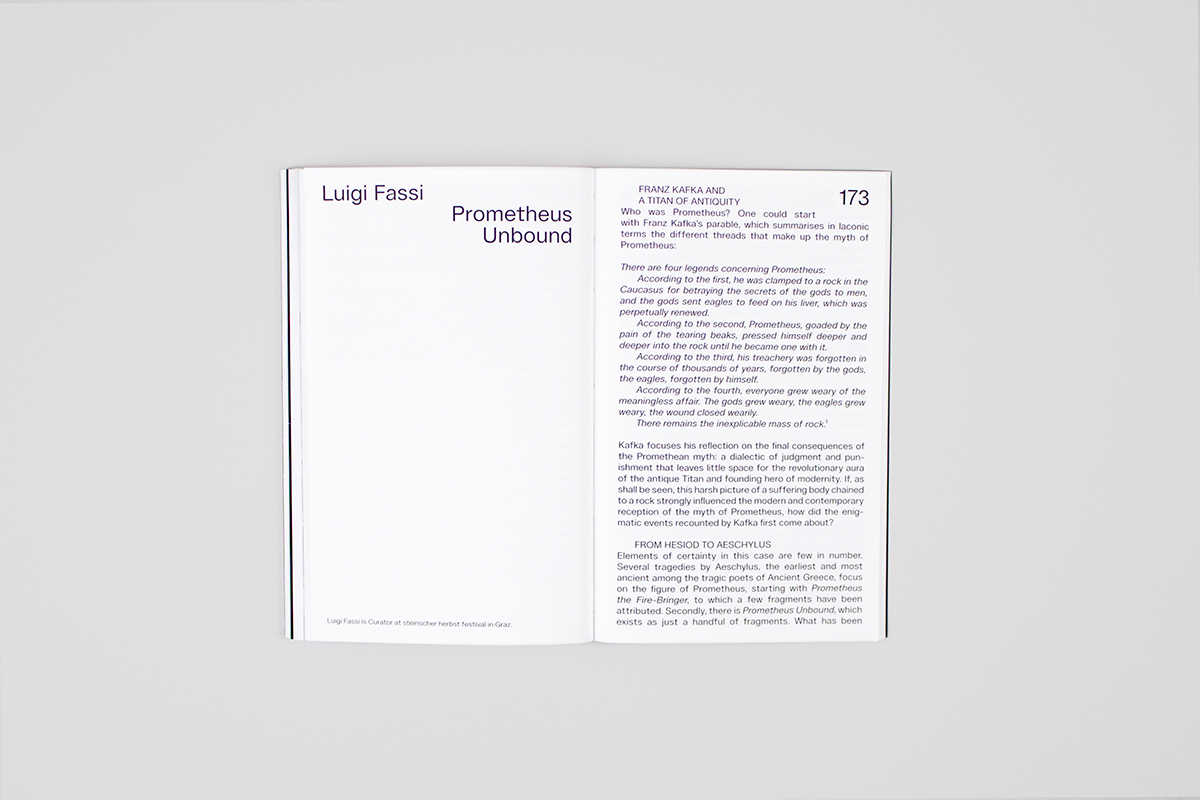 Luigi Fassi
Prometheus
Unbound
Luigi Fassi is Curator at steirischer herbst festival in Graz.
173
FRANZ KAFKA AND
A TITAN OF ANTIQUITY
Who was Prometheus? One could start
with Franz Kafka's parable, which summarises in laconic
terms the different threads that make up the myth of
Prometheus:
There are four legends concerning Prometheus:
According to the first, he was clamped to a rock in the
Caucasus for betraying the secrets of the gods to men,
and the gods sent eagles to feed on his liver, which was
perpetually renewed.
According to the second, Prometheus, goaded by the
pain of the tearing beaks, pressed himself deeper and
deeper into the rock until he became one with it.
According to the third, his treachery was forgotten in
the course of thousands of years, forgotten by the gods,
the eagles, forgotten by himself.
According to the fourth, everyone grew weary of the
meaningless affair. The gods grew weary, the eagles grew
weary, the wound closed wearily.
There remains the inexplicable mass of rock.¹
Kafka focuses his reflection on the final consequences of
the Promethean myth: a dialectic of judgment and pun-
ishment that leaves little space for the revolutionary aura
of the antique Titan and founding hero of modernity. If, as
shall be seen, this harsh picture of a suffering body chained
to a rock strongly influenced the modern and contemporary
reception of the myth of Prometheus, how did the enig-
matic events recounted by Kafka first come about?
FROM HESIOD TO AESCHYLUS
Elements of certainty in this case are few in number.
Several tragedies by Aeschylus, the earliest and most
ancient among the tragic poets of Ancient Greece, focus
on the figure of Prometheus, starting with Prometheus
the Fire-Bringer, to which a few fragments have been
attributed. Secondly, there is Prometheus Unbound, which
exists as just a handful of fragments. What has been